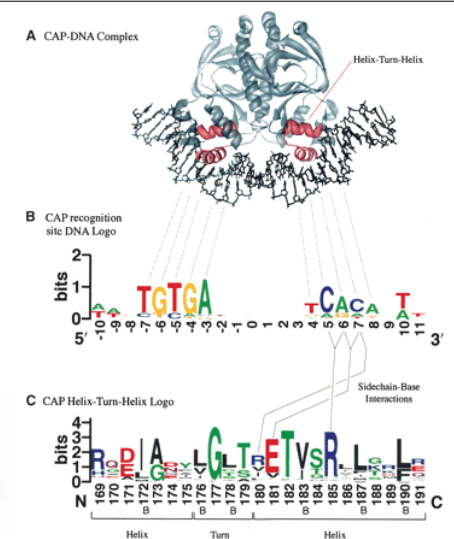 A CAP-DNA Complex
Helix-Turn-Helix
B CAP recognition
site DNA Logo
bits
2
1
0
TGTGA
TCACA
T
A
-10 -9 -8 -7 -6 -5 -4 -3 -2 -1 0 1 2 3 4 5 6 7 8 9 10 11
5′ 3′
Sidechain-Base
Interactions
C CAP Helix-Turn-Helix Logo
bits
4
3
2
1
0
R D I A L G L T R E T V S R L L
169 170 171 172 173 174 175 176 177 178 179 180 181 182 183 184 185 186 187 188 189 190 191
N C
B B B B B B
Helix Turn Helix